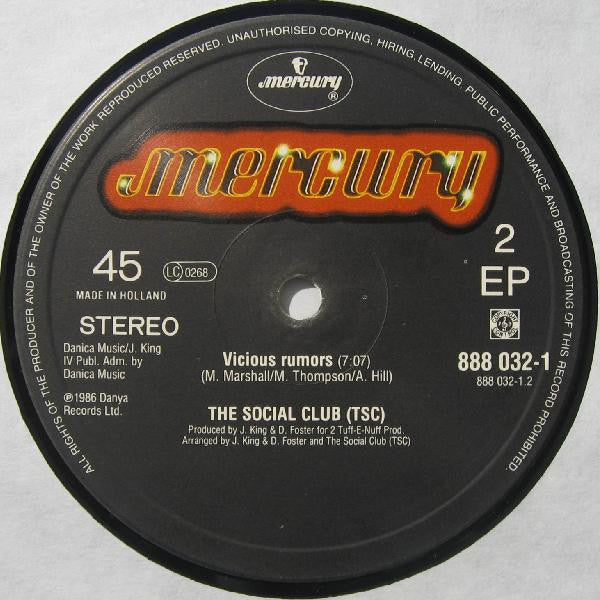 ALL RIGHTS OF THE PRODUCER AND OF THE OWNER OF THE WORK REPRODUCED RESERVED. UNAUTHORISED COPYING, HIRING, LENDING, PUBLIC PERFORMANCE AND BROADCASTING OF THIS RECORD PROHIBITED.
mercury
®
mercury
45
LC 0268
MADE IN HOLLAND
STEREO
2
EP
Danica Music/J. King
IV Publ. Adm. by
Danica Music
℗1986 Danya
Records Ltd.
Vicious rumors (7:07)
(M. Marshall/M. Thompson/A. Hill)
888 032-1
888 032-1.2
THE SOCIAL CLUB (TSC)
Produced by J. King & D. Foster for 2 Tuff-E-Nuff Prod.
Arranged by J. King & D. Foster and The Social Club (TSC)